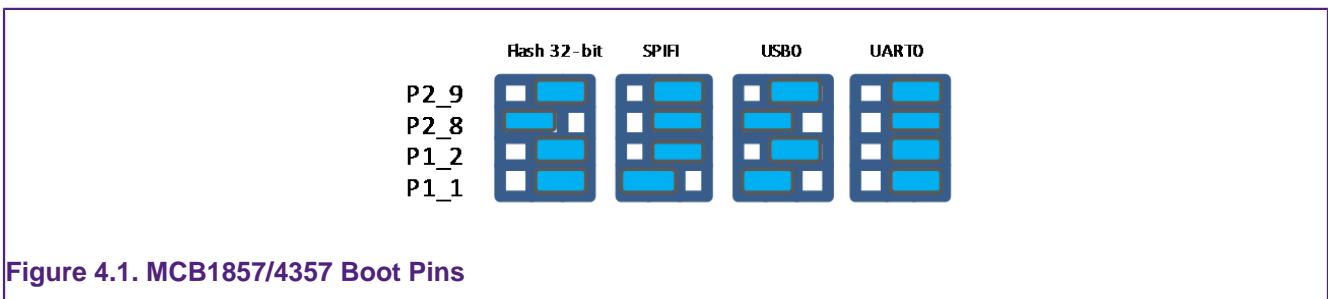 Flash 32-bit SPIFI USB0 UART0
P2_9
P2_8
P1_2
P1_1
Figure 4.1. MCB1857/4357 Boot Pins